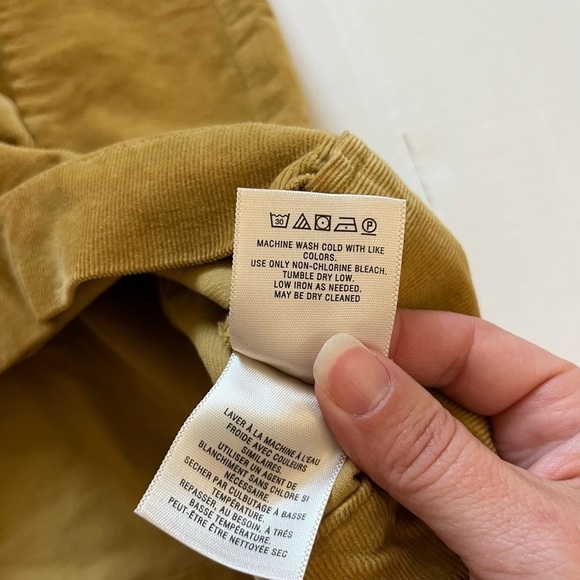 30
P
MACHINE WASH COLD WITH LIKE
COLORS.
USE ONLY NON-CHLORINE BLEACH.
TUMBLE DRY LOW.
LOW IRON AS NEEDED.
MAY BE DRY CLEANED
LAVER À LA MACHINE À L'EAU
FROIDE AVEC COULEURS
SIMILAIRES.
UTILISER UN AGENT DE
BLANCHIMENT SANS CHLORE SI
NÉCESSAIRE
SÉCHER PAR CULBUTAGE À BASSE
TEMPÉRATURE.
REPASSER, AU BESOIN, À TRÈS
BASSE TEMPÉRATURE.
PEUT-ÊTRE ÊTRE NETTOYÉE SEC